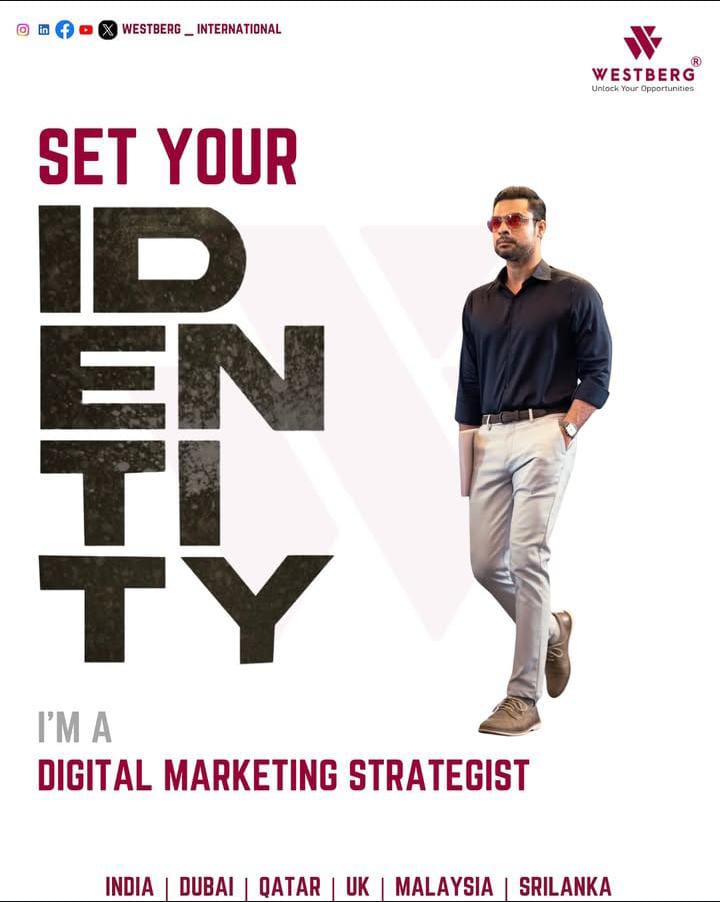 WESTBERG _ INTERNATIONAL
WESTBERG®
Unlock Your Opportunities
SET YOUR
ID
EN
TI
TY
I'M A
DIGITAL MARKETING STRATEGIST
INDIA | DUBAI | QATAR | UK | MALAYSIA | SRILANKA